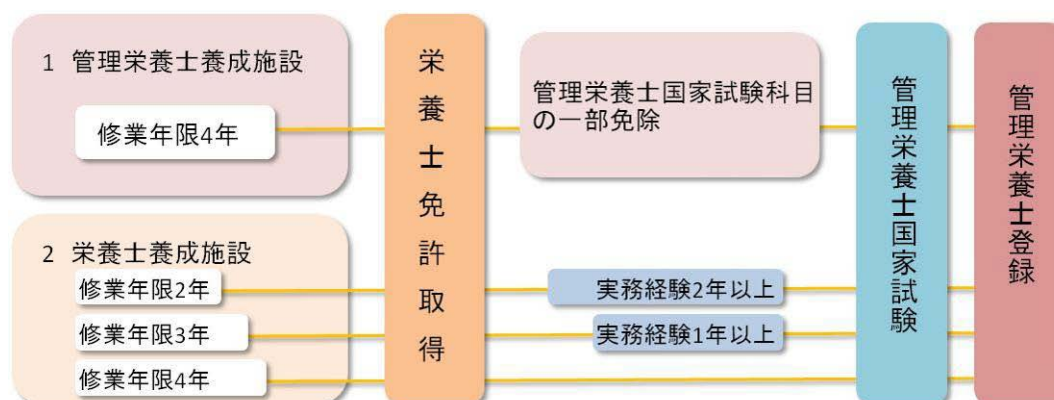 1 管理栄養士養成施設
修業年限4年
2 栄養士養成施設
修業年限2年
修業年限3年
修業年限4年
栄養士免許取得
管理栄養士国家試験科目
の一部免除
実務経験2年以上
実務経験1年以上
管理栄養士国家試験
管理栄養士登録